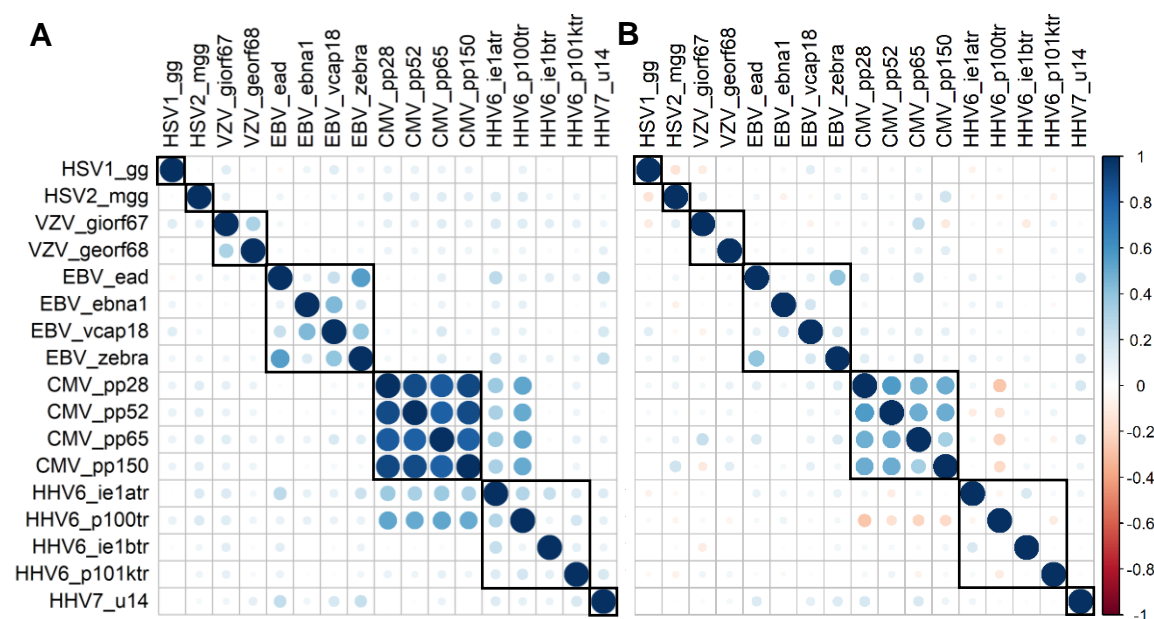 A
B
HSV1_gg
HSV2_mgg
VZV_giorf67
VZV_georf68
EBV_ead
EBV_ebna1
EBV_vcap18
EBV_zebra
CMV_pp28
CMV_pp52
CMV_pp65
CMV_pp150
HHV6_ie1atr
HHV6_p100tr
HHV6_ie1btr
HHV6_p101ktr
HHV7_u14
HSV1_gg
HSV2_mgg
VZV_giorf67
VZV_georf68
EBV_ead
EBV_ebna1
EBV_vcap18
EBV_zebra
CMV_pp28
CMV_pp52
CMV_pp65
CMV_pp150
HHV6_ie1atr
HHV6_p100tr
HHV6_ie1btr
HHV6_p101ktr
HHV7_u14
HSV1_gg
HSV2_mgg
VZV_giorf67
VZV_georf68
EBV_ead
EBV_ebna1
EBV_vcap18
EBV_zebra
CMV_pp28
CMV_pp52
CMV_pp65
CMV_pp150
HHV6_ie1atr
HHV6_p100tr
HHV6_ie1btr
HHV6_p101ktr
HHV7_u14
1
0.8
0.6
0.4
0.2
0
-0.2
-0.4
-0.6
-0.8
-1